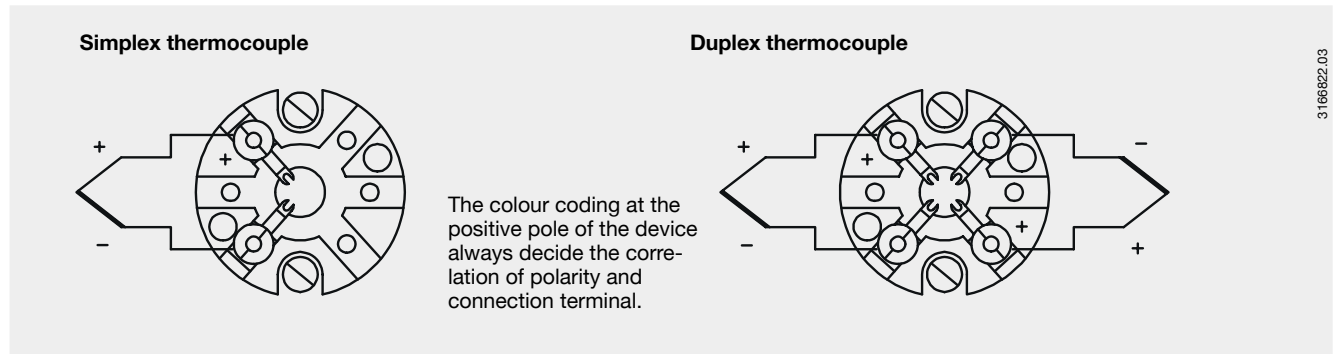 Simplex thermocouple
Duplex thermocouple
3166822.03
+
+
–
The colour coding at the
positive pole of the device
always decide the corre-
lation of polarity and
connection terminal.
+
+
–
–
+
+